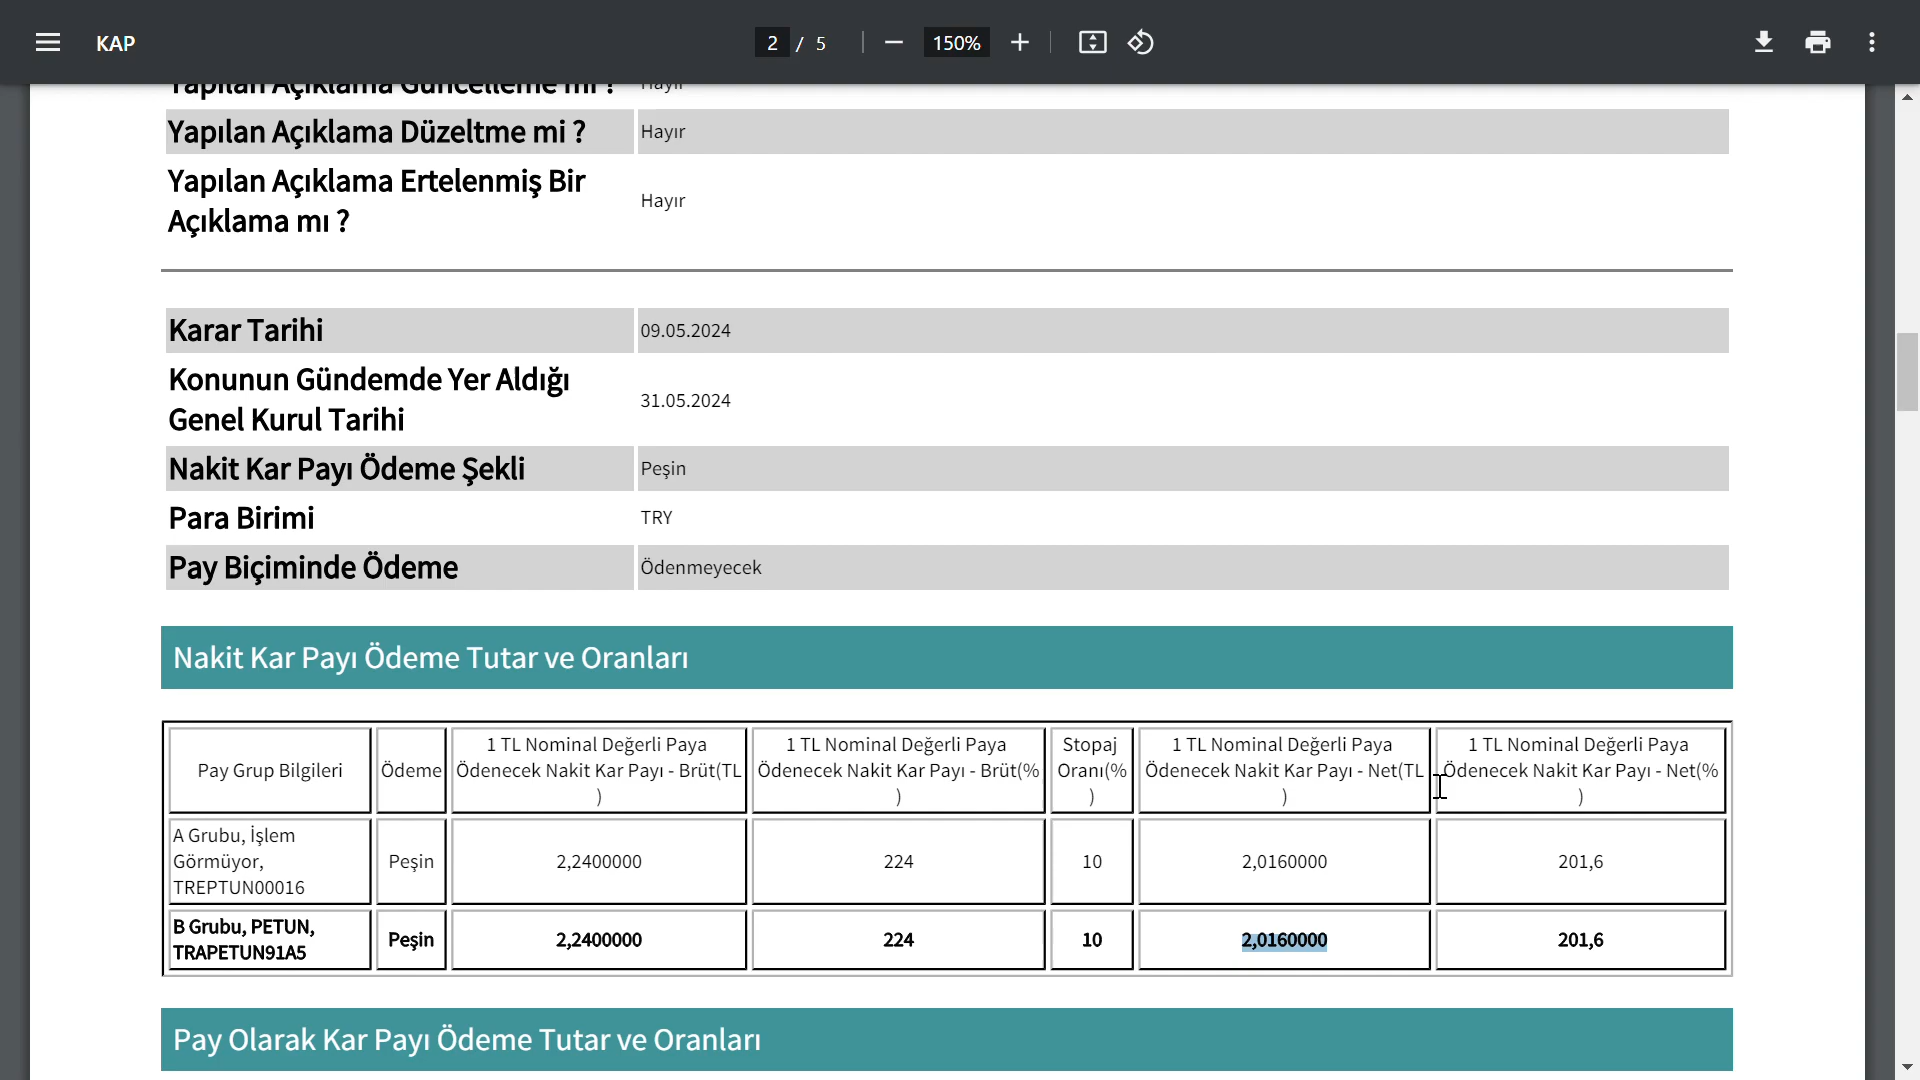 KAP
2 / 5
150%
Yapılan Açıklama Güncelleme mi ? Hayır
Yapılan Açıklama Düzeltme mi ? Hayır
Yapılan Açıklama Ertelenmiş Bir
Açıklama mı ?
Hayır
Karar Tarihi 09.05.2024
Konunun Gündemde Yer Aldığı
Genel Kurul Tarihi
31.05.2024
Nakit Kar Payı Ödeme Şekli Peşin
Para Birimi TRY
Pay Biçiminde Ödeme Ödenmeyecek
Nakit Kar Payı Ödeme Tutar ve Oranları
Pay Grup Bilgileri
Ödeme
1 TL Nominal Değerli Paya
Ödenecek Nakit Kar Payı - Brüt(TL
)
1 TL Nominal Değerli Paya
Ödenecek Nakit Kar Payı - Brüt(%
)
Stopaj
Oranı(%
)
1 TL Nominal Değerli Paya
Ödenecek Nakit Kar Payı - Net(TL
)
1 TL Nominal Değerli Paya
Ödenecek Nakit Kar Payı - Net(%
)
A Grubu, İşlem
Görmüyor,
TREPTUN00016
Peşin
2,2400000
224
10
2,0160000
201,6
B Grubu, PETUN,
TRAPETUN91A5
Peşin
2,2400000
224
10
2,0160000
201,6
Pay Olarak Kar Payı Ödeme Tutar ve Oranları